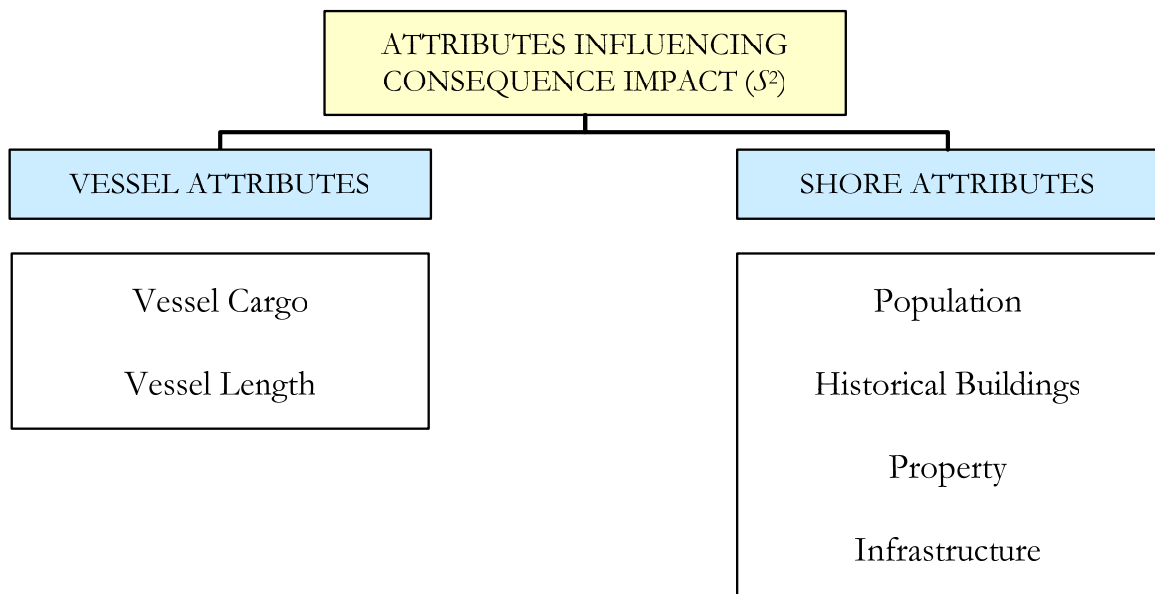 ATTRIBUTES INFLUENCING
CONSEQUENCE IMPACT (S²)
VESSEL ATTRIBUTES
SHORE ATTRIBUTES
Vessel Cargo
Vessel Length
Population
Historical Buildings
Property
Infrastructure